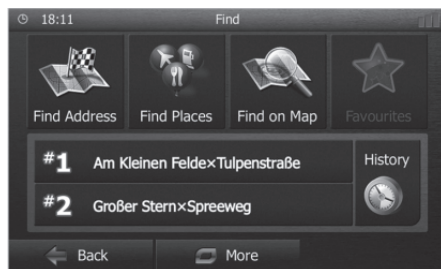 18:11 Find
Find Address Find Places Find on Map Favourites
#1 Am Kleinen Felde×Tulpenstraße
History
#2 Großer Stern×Spreeweg
Back More